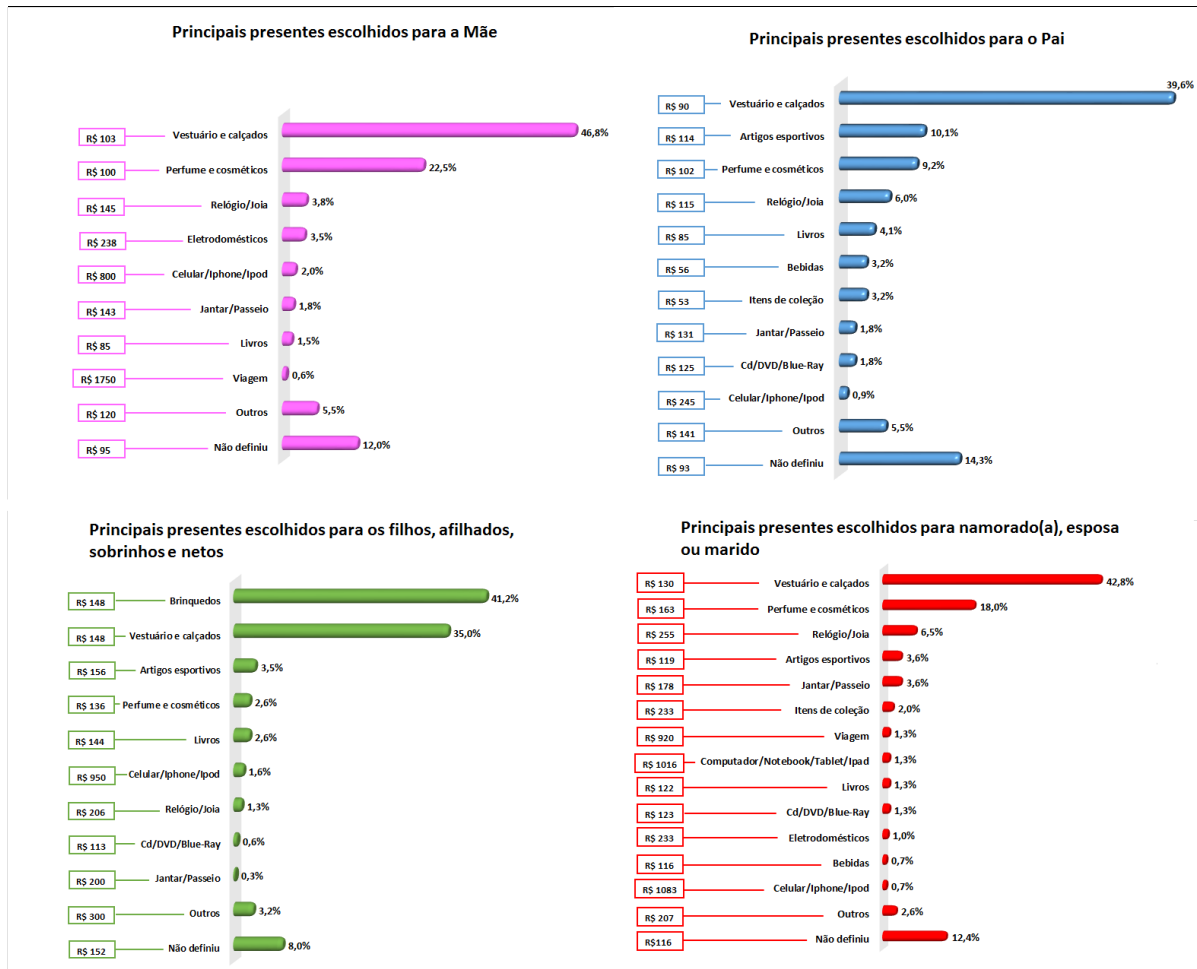 Principais presentes escolhidos para a Mãe
R$ 103 Vestuário e calçados 46,8%
R$ 100 Perfume e cosméticos 22,5%
R$ 145 Relógio/Joia 3,8%
R$ 238 Eletrodomésticos 3,5%
R$ 800 Celular/Iphone/Ipod 2,0%
R$ 143 Jantar/Passeio 1,8%
R$ 85 Livros 1,5%
R$ 1750 Viagem 0,6%
R$ 120 Outros 5,5%
R$ 95 Não definiu 12,0%
Principais presentes escolhidos para o Pai
R$ 90 Vestuário e calçados 39,6%
R$ 114 Artigos esportivos 10,1%
R$ 102 Perfume e cosméticos 9,2%
R$ 115 Relógio/Joia 6,0%
R$ 85 Livros 4,1%
R$ 56 Bebidas 3,2%
R$ 53 Itens de coleção 3,2%
R$ 131 Jantar/Passeio 1,8%
R$ 125 Cd/DVD/Blue-Ray 1,8%
R$ 245 Celular/Iphone/Ipod 0,9%
R$ 141 Outros 5,5%
R$ 93 Não definiu 14,3%
Principais presentes escolhidos para os filhos, afilhados,
sobrinhos e netos
R$ 148 Brinquedos 41,2%
R$ 148 Vestuário e calçados 35,0%
R$ 156 Artigos esportivos 3,5%
R$ 136 Perfume e cosméticos 2,6%
R$ 144 Livros 2,6%
R$ 950 Celular/Iphone/Ipod 1,6%
R$ 206 Relógio/Joia 1,3%
R$ 113 Cd/DVD/Blue-Ray 0,6%
R$ 200 Jantar/Passeio 0,3%
R$ 300 Outros 3,2%
R$ 152 Não definiu 8,0%
Principais presentes escolhidos para namorado(a), esposa
ou marido
R$ 130 Vestuário e calçados 42,8%
R$ 163 Perfume e cosméticos 18,0%
R$ 255 Relógio/Joia 6,5%
R$ 119 Artigos esportivos 3,6%
R$ 178 Jantar/Passeio 3,6%
R$ 233 Itens de coleção 2,0%
R$ 920 Viagem 1,3%
R$ 1016 Computador/Notebook/Tablet/Ipad 1,3%
R$ 122 Livros 1,3%
R$ 123 Cd/DVD/Blue-Ray 1,3%
R$ 233 Eletrodomésticos 1,0%
R$ 116 Bebidas 0,7%
R$ 1083 Celular/Iphone/Ipod 0,7%
R$ 207 Outros 2,6%
R$116 Não definiu 12,4%